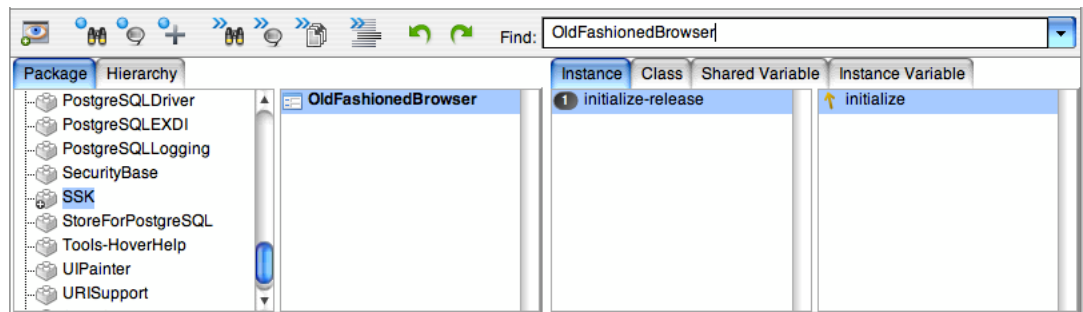 Find: OldFashionedBrowser
Package Hierarchy
Instance Class Shared Variable Instance Variable
PostgreSQLDriver
PostgreSQLEXDI
PostgreSQLLogging
SecurityBase
SSK
StoreForPostgreSQL
Tools-HoverHelp
UIPainter
URISupport
OldFashionedBrowser
1 initialize-release
initialize